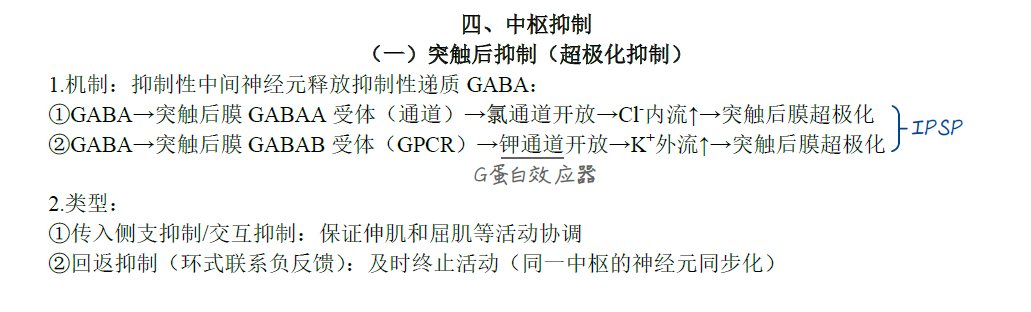 四、中枢抑制
（一）突触后抑制（超极化抑制）
1.机制：抑制性中间神经元释放抑制性递质 GABA：
①GABA→突触后膜 GABAA 受体（通道）→氯通道开放→Cl⁻内流↑→突触后膜超极化
②GABA→突触后膜 GABAB 受体（GPCR）→钾通道开放→K⁺外流↑→突触后膜超极化
IPSP
G蛋白效应器
2.类型：
①传入侧支抑制/交互抑制：保证伸肌和屈肌等活动协调
②回返抑制（环式联系负反馈）：及时终止活动（同一中枢的神经元同步化）